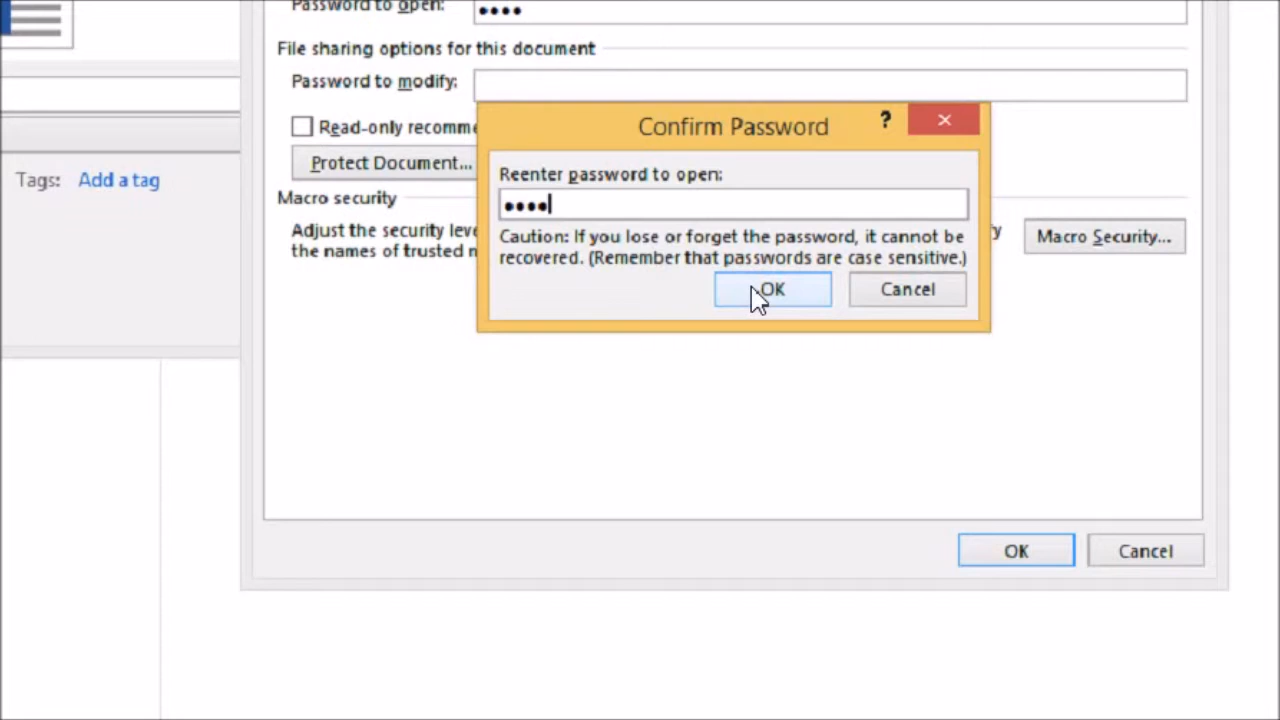 Password to open:
••••
File sharing options for this document
Password to modify:
Read-only recomme
Protect Document...
Macro security
Adjust the security leve
the names of trusted
Macro Security...
Tags: Add a tag
Confirm Password
?
Reenter password to open:
••••
Caution: If you lose or forget the password, it cannot be
recovered. (Remember that passwords are case sensitive.)
OK Cancel
OK Cancel